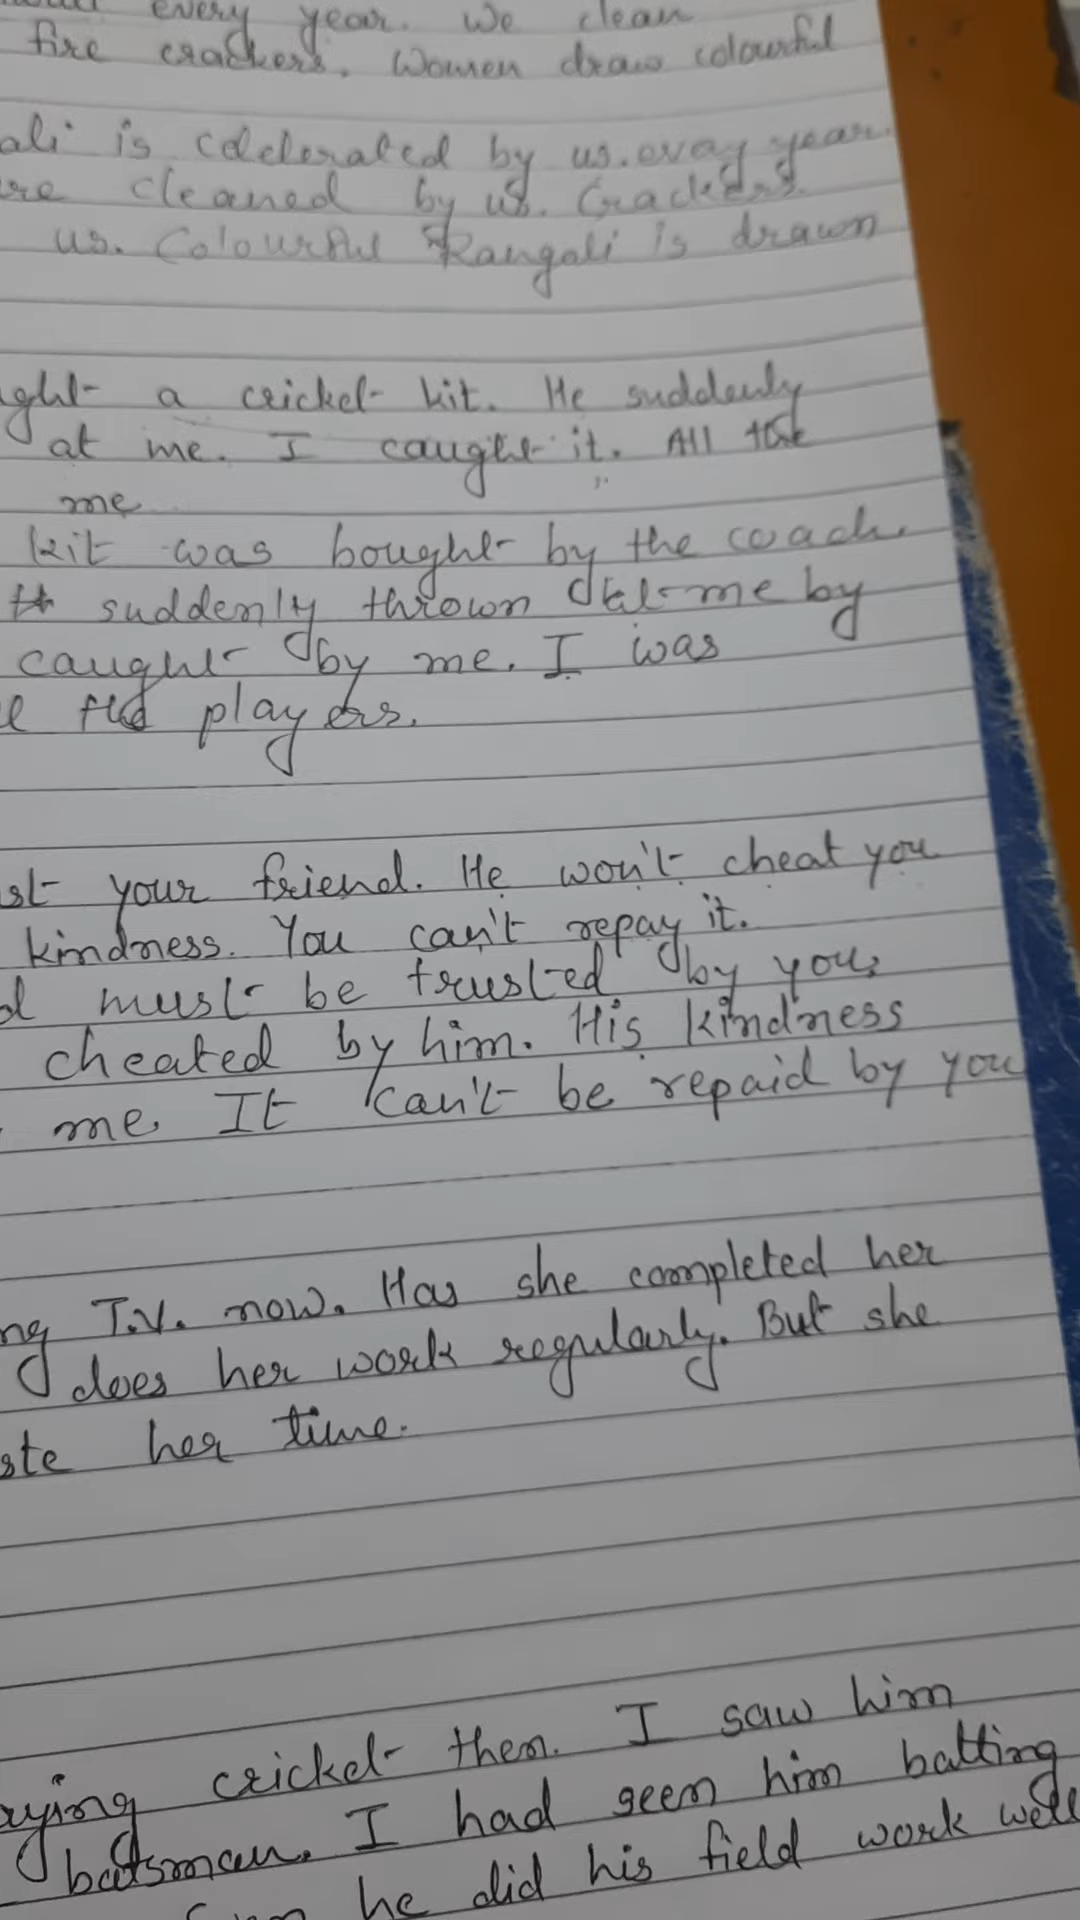 every year. We clean
fire crackers. Women draw colourful
ali is celebrated by us. every year.
re cleaned by us. Crackers
us. Colourful Rangali is drawn
ght a cricket kit. He suddenly
at me. I caught it. All the
me
kit was bought by the coach.
suddenly thrown at me by
caught by me. I was
players.
st your friend. He won't cheat you
kindness. You can't repay it.
d must be trusted by you.
cheated by him. His kindness
me. It can't be repaid by you
ng T.V. now. Has she completed her
does her work regularly. But she
ste her time.
cricket then. I saw him
batsman. I had seen him batting
he did his field work well